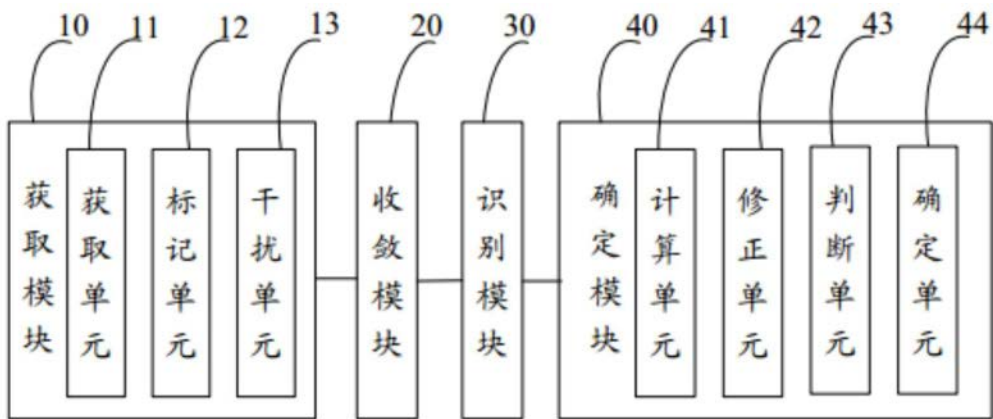 10 11 12 13 20 30 40 41 42 43 44
获取模块
获取单元
标记单元
干扰单元
收敛模块
识别模块
确定模块
计算单元
修正单元
判断单元
确定单元